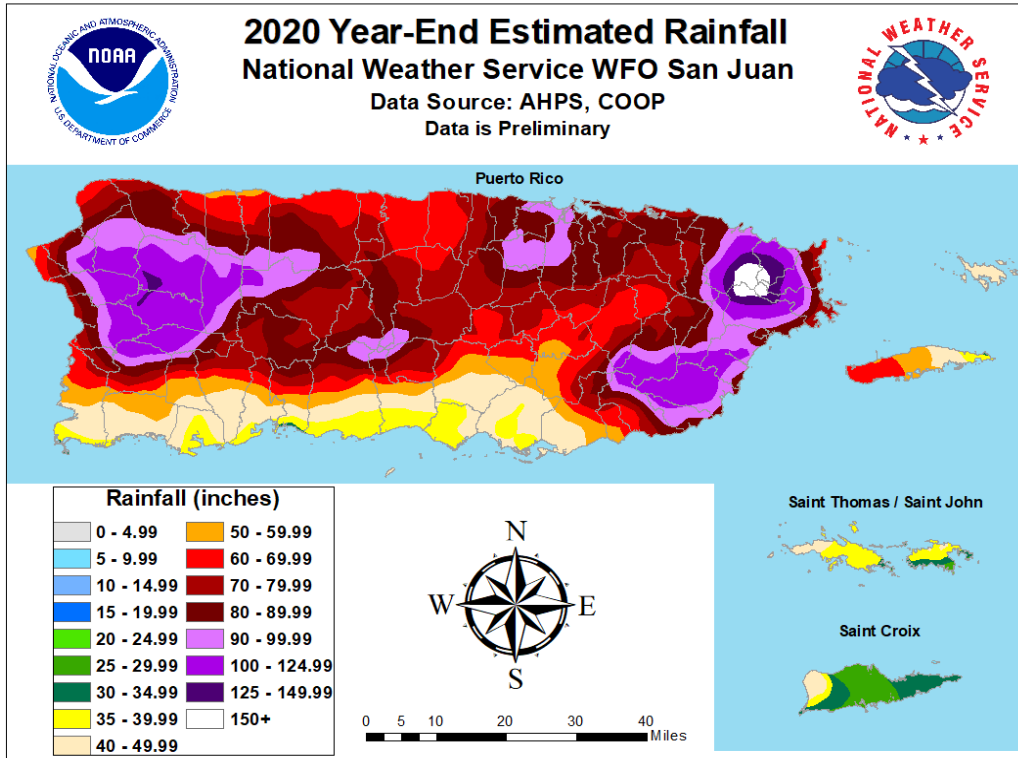 2020 Year-End Estimated Rainfall
National Weather Service WFO San Juan
Data Source: AHPS, COOP
Data is Preliminary
NATIONAL OCEANIC AND ATMOSPHERIC ADMINISTRATION
NOAA
U.S. DEPARTMENT OF COMMERCE
NATIONAL WEATHER SERVICE
Puerto Rico
Rainfall (inches)
0 - 4.99
5 - 9.99
10 - 14.99
15 - 19.99
20 - 24.99
25 - 29.99
30 - 34.99
35 - 39.99
40 - 49.99
50 - 59.99
60 - 69.99
70 - 79.99
80 - 89.99
90 - 99.99
100 - 124.99
125 - 149.99
150+
N
W E
S
0 5 10 20 30 40
Miles
Saint Thomas / Saint John
Saint Croix